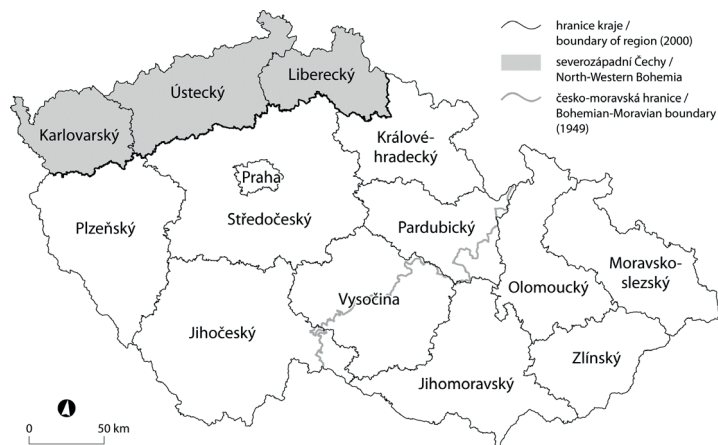 hranice kraje /
boundary of region (2000)
severozápadní Čechy /
North-Western Bohemia
česko-moravská hranice /
Bohemian-Moravian boundary
(1949)
Liberecký
Ústecký
Karlovarský
Králové-
hradecký
Praha
Středočeský
Plzeňský
Pardubický
Moravsko-
slezský
Olomoucký
Vysočina
Jihočeský
Zlínský
Jihomoravský
0 50 km